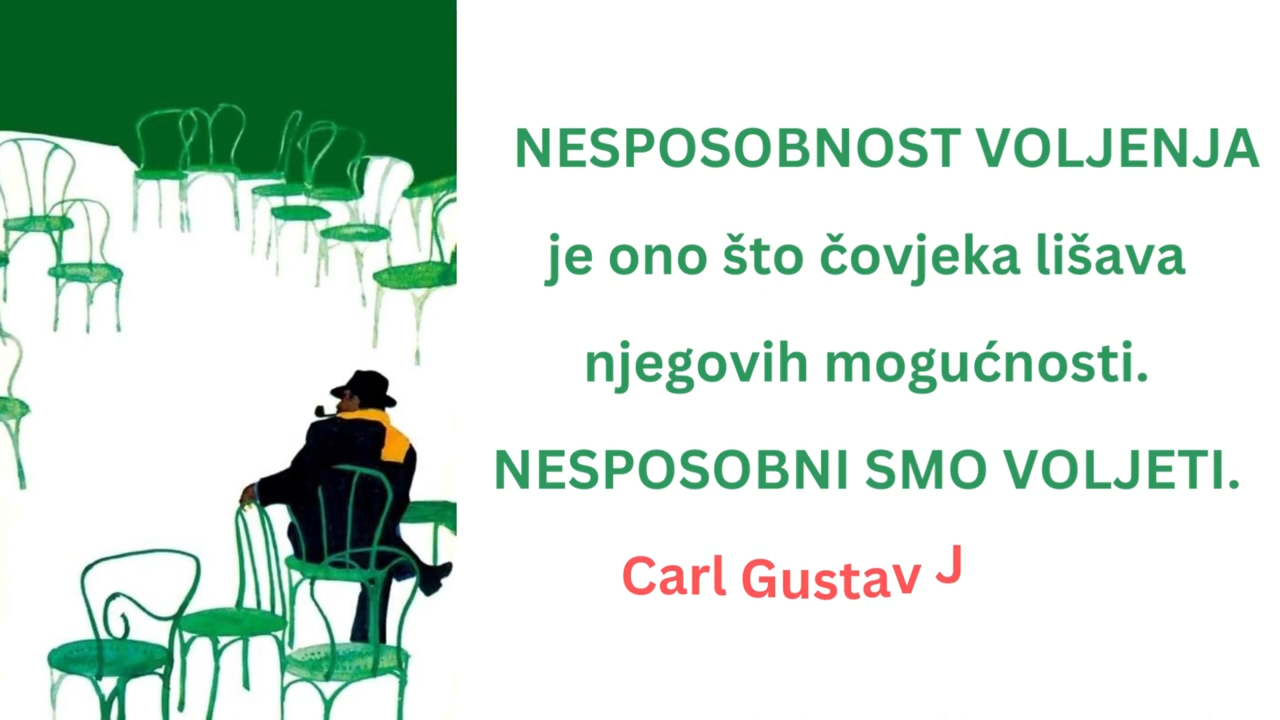 NESPOSOBNOST VOLJENJA
je ono što čovjeka lišava
njegovih mogućnosti.
NESPOSOBNI SMO VOLJETI.
Carl Gustav J